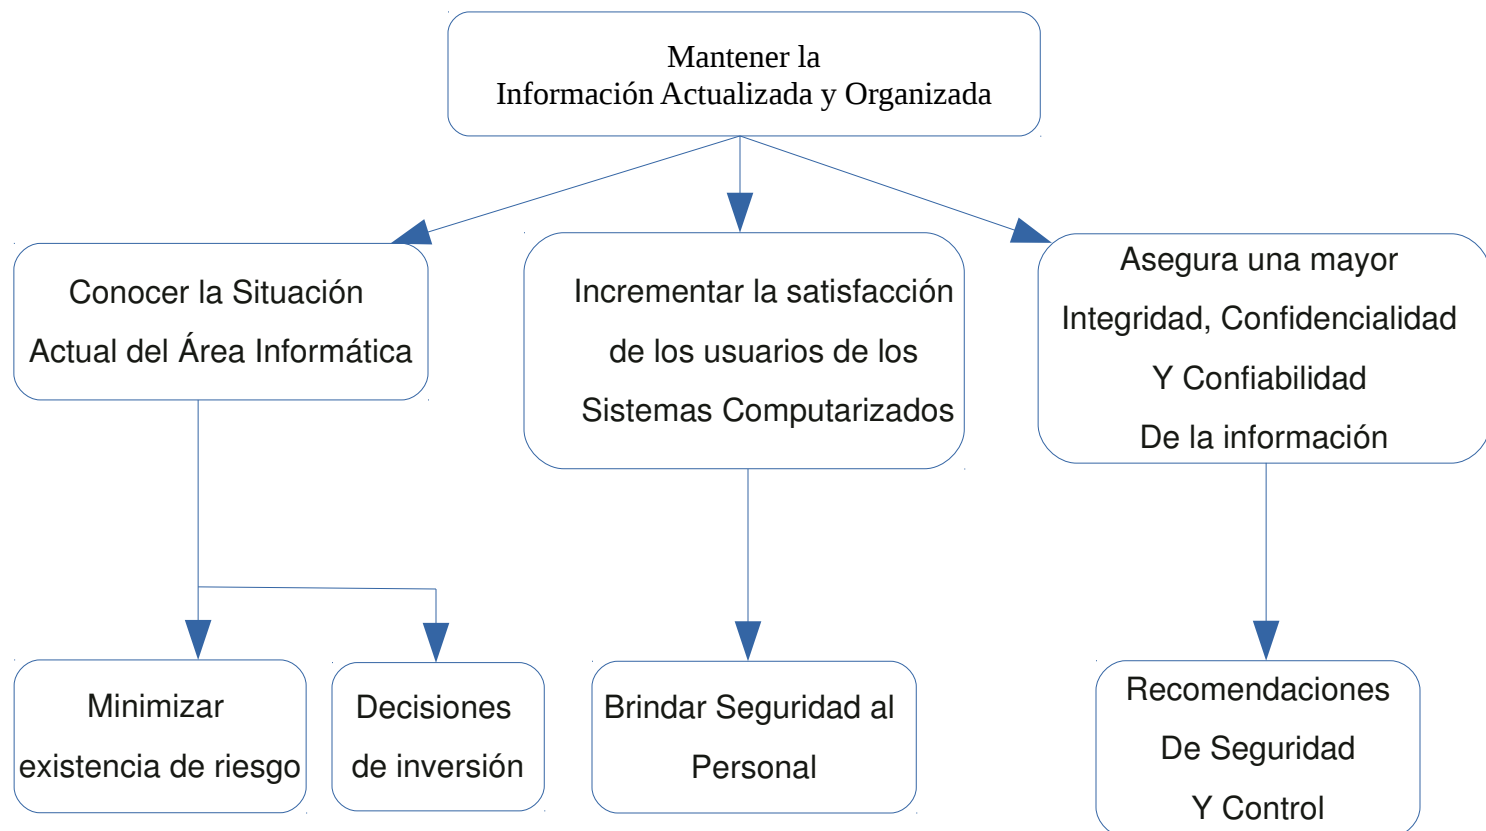 Mantener la
Información Actualizada y Organizada
Conocer la Situación
Actual del Área Informática
Incrementar la satisfacción
de los usuarios de los
Sistemas Computarizados
Asegura una mayor
Integridad, Confidencialidad
Y Confiabilidad
De la información
Minimizar
existencia de riesgo
Decisiones
de inversión
Brindar Seguridad al
Personal
Recomendaciones
De Seguridad
Y Control